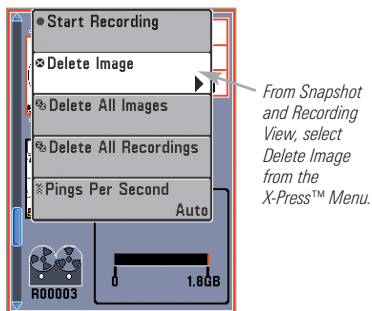 Start Recording
Delete Image
Delete All Images
Delete All Recordings
Pings Per Second
Auto
R00003
0
1.8GB
From Snapshot
and Recording
View, select
Delete Image
from the
X-Press™ Menu.